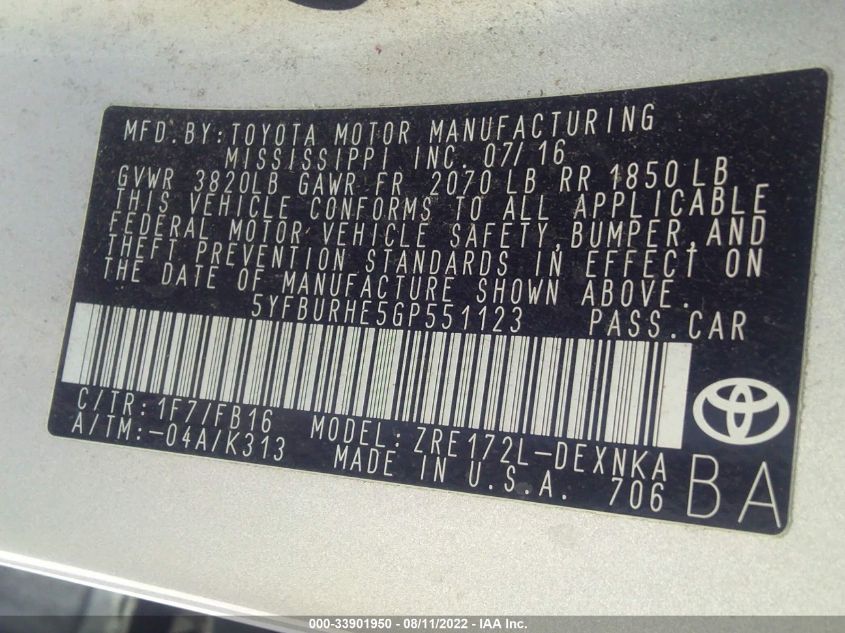 MFD. BY: TOYOTA MOTOR MANUFACTURING
MISSISSIPPI INC. 07/16
GVWR 3820LB GAWR FR 2070 LB RR 1850 LB
THIS VEHICLE CONFORMS TO ALL APPLICABLE
FEDERAL MOTOR VEHICLE SAFETY, BUMPER, AND
THEFT PREVENTION STANDARDS IN EFFECT ON
THE DATE OF MANUFACTURE SHOWN ABOVE.
5YFBURHE5GP551123 PASS. CAR
C/TR: 1F7/FB16 MODEL: ZRE172L-DEXNKA
A/TM:-04A/K313 MADE IN U.S.A. 706
BA
000-33901950 - 08/11/2022 - IAA Inc.